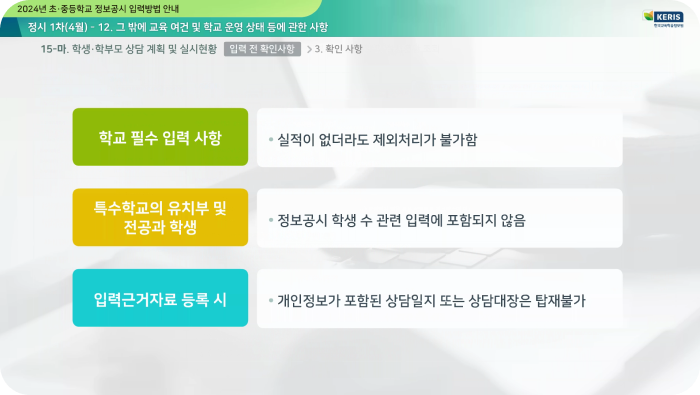 2024년 초·중등학교 정보공시 입력방법 안내
정시 1차(4월) - 12. 그 밖에 교육 여건 및 학교 운영 상태 등에 관한 사항
KERIS
한국교육학술정보원
15-마. 학생·학부모 상담 계획 및 실시현황 입력 전 확인사항 > 3. 확인 사항
학교 필수 입력 사항
• 실적이 없더라도 제외처리가 불가함
특수학교의 유치부 및
전공과 학생
• 정보공시 학생 수 관련 입력에 포함되지 않음
입력근거자료 등록 시
• 개인정보가 포함된 상담일지 또는 상담대장은 탑재불가